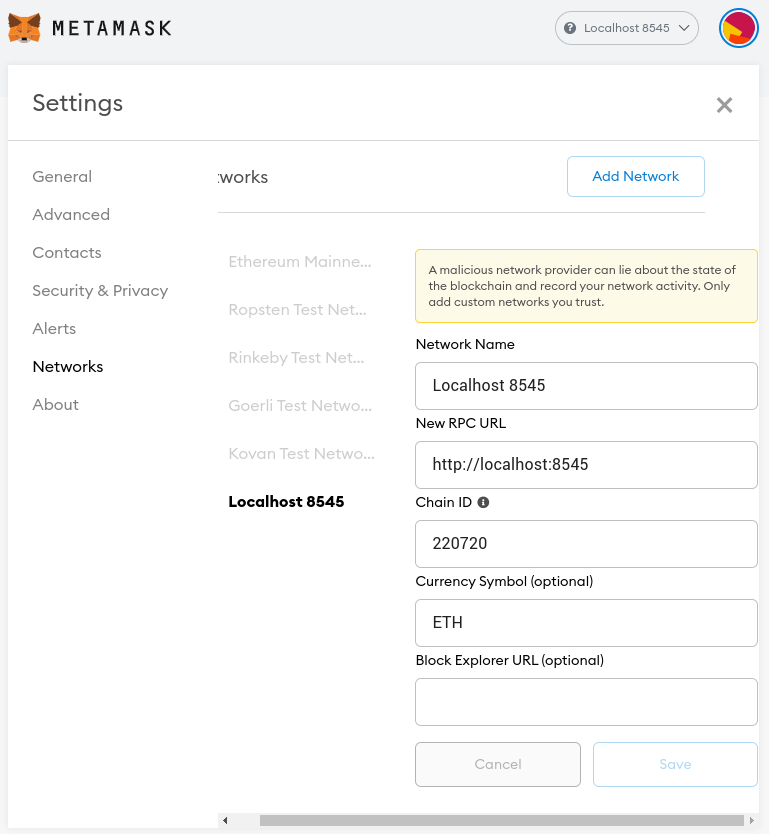 METAMASK
Localhost 8545
Settings
General
Advanced
Contacts
Security & Privacy
Alerts
Networks
About
tworks
Add Network
Ethereum Mainne...
Ropsten Test Net...
Rinkeby Test Net...
Goerli Test Netwo...
Kovan Test Netwo...
Localhost 8545
A malicious network provider can lie about the state of
the blockchain and record your network activity. Only
add custom networks you trust.
Network Name
Localhost 8545
New RPC URL
http://localhost:8545
Chain ID
220720
Currency Symbol (optional)
ETH
Block Explorer URL (optional)
Cancel
Save